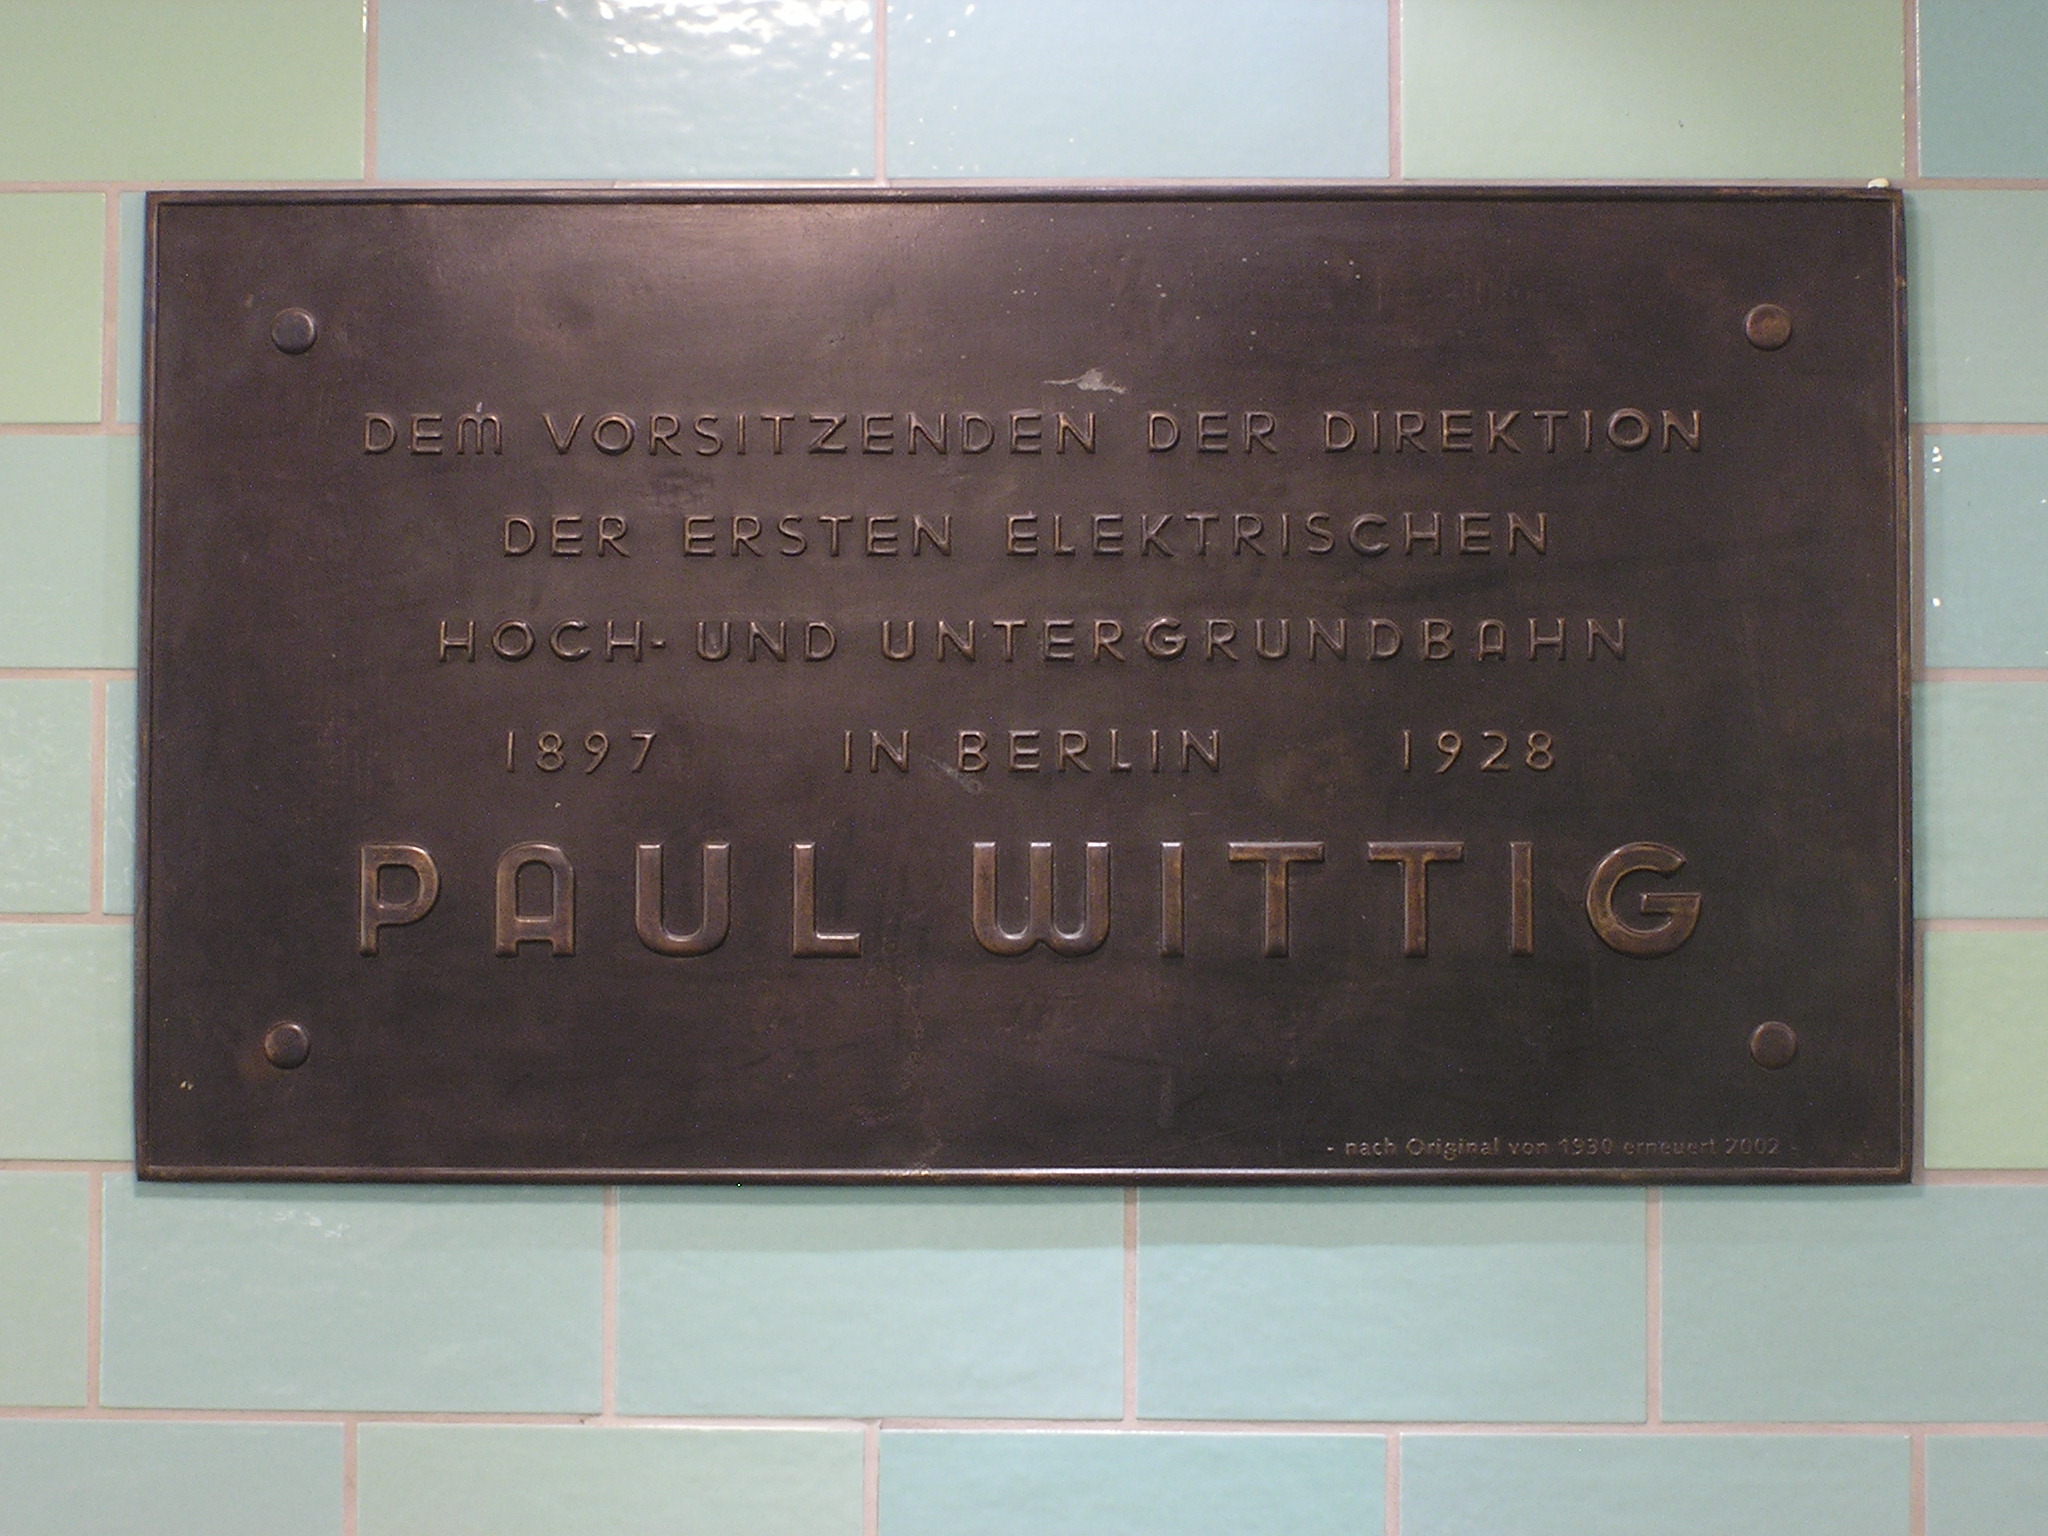 DEM VORSITZENDEN DER DIREKTION
DER ERSTEN ELEKTRISCHEN
HOCH- UND UNTERGRUNDBAHN
1897 IN BERLIN 1928
PAUL WITTIG
- nach Original von 1930 erneuert 2002 -